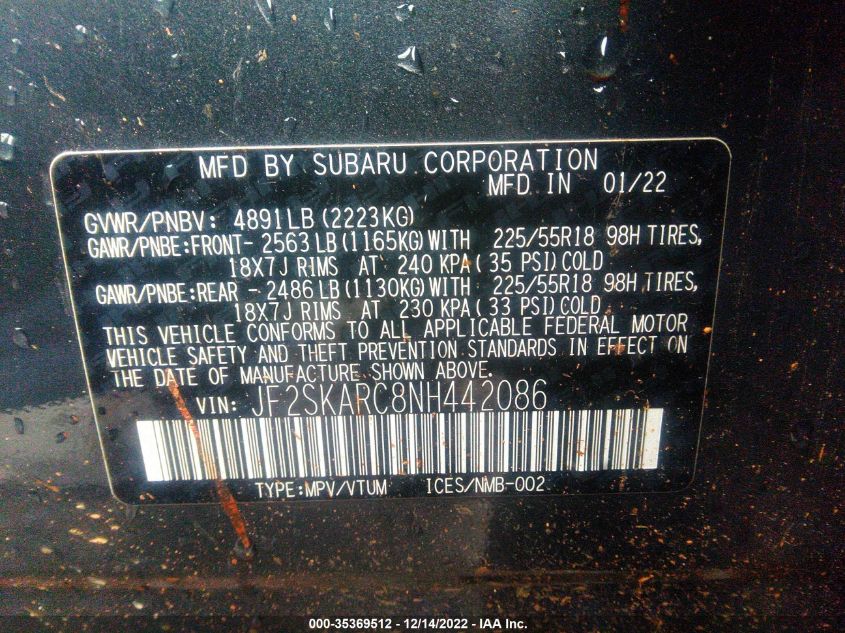 MFD BY SUBARU CORPORATION
MFD IN 01/22
GVWR/PNBV: 4891LB (2223KG)
GAWR/PNBE:FRONT- 2563 LB (1165KG) WITH 225/55R18 98H TIRES,
18X7J RIMS AT 240 KPA ( 35 PSI) COLD
GAWR/PNBE:REAR - 2486 LB (1130KG) WITH 225/55R18 98H TIRES,
18X7J RIMS AT 230 KPA ( 33 PSI) COLD
THIS VEHICLE CONFORMS TO ALL APPLICABLE FEDERAL MOTOR
VEHICLE SAFETY AND THEFT PREVENTION STANDARDS IN EFFECT ON
THE DATE OF MANUFACTURE SHOWN ABOVE.
VIN: JF2SKARC8NH442086
TYPE:MPV/VTUM ICES/NMB-002
000-35369512 - 12/14/2022 - IAA Inc.